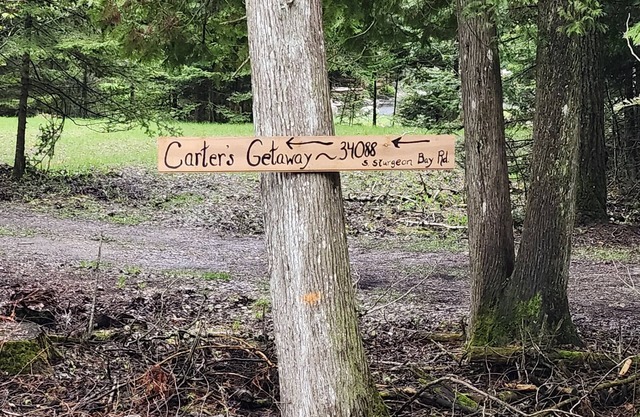 Carter's Getaway ~ 34088
S Sturgeon Bay Rd.